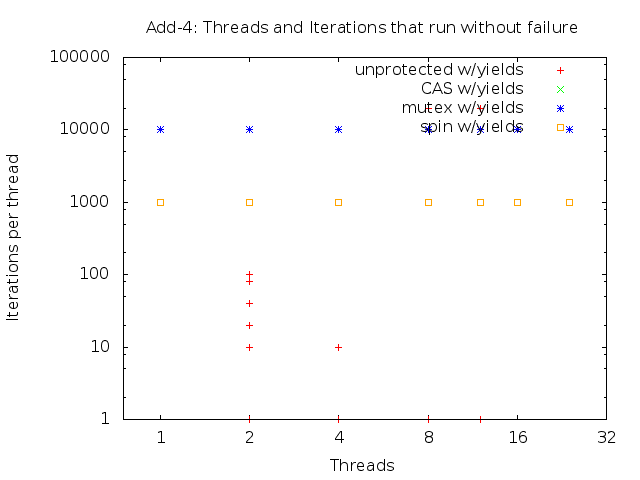 Add-4: Threads and Iterations that run without failure
100000
10000
1000
100
10
1
Iterations per thread
unprotected w/yields
CAS w/yields
mutex w/yields
spin w/yields
1 2 4 8 16 32
Threads